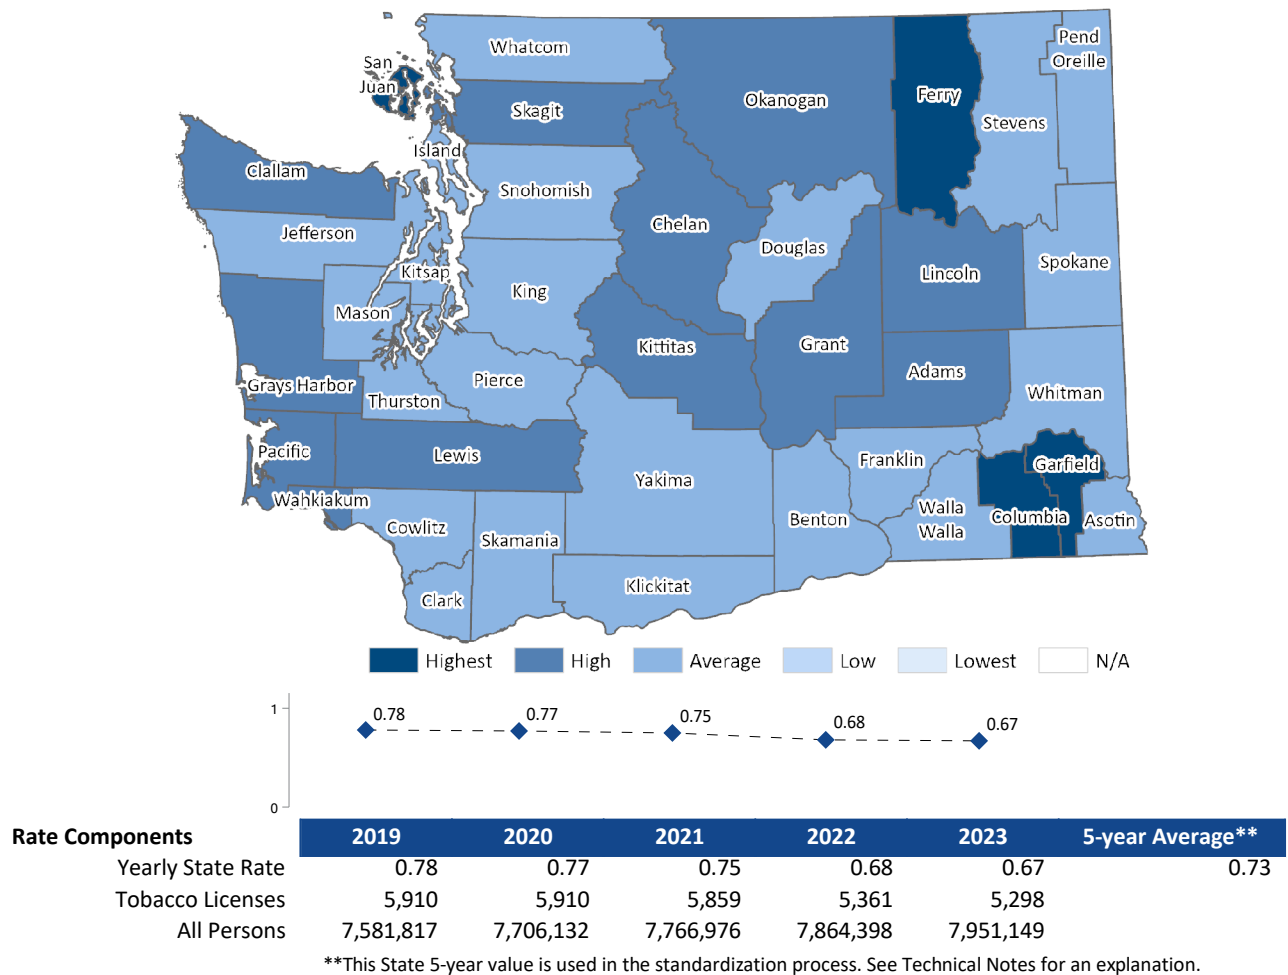 Whatcom
Pend
Oreille
San
Juan
Okanogan
Ferry
Skagit
Stevens
Island
Clallam
Snohomish
Chelan
Jefferson
Douglas
Spokane
Kitsap
Lincoln
King
Mason
Kittitas
Grant
Adams
Grays Harbor
Pierce
Whitman
Thurston
Pacific
Lewis
Franklin
Garfield
Yakima
Wahkiakum
Walla
Walla
Cowlitz
Benton
Columbia
Asotin
Skamania
Klickitat
Clark
Highest High Average Low Lowest N/A
1
0.78 0.77 0.75 0.68 0.67
0
Rate Components 2019 2020 2021 2022 2023 5-year Average**
Yearly State Rate 0.78 0.77 0.75 0.68 0.67 0.73
Tobacco Licenses 5,910 5,910 5,859 5,361 5,298
All Persons 7,581,817 7,706,132 7,766,976 7,864,398 7,951,149
**This State 5-year value is used in the standardization process. See Technical Notes for an explanation.